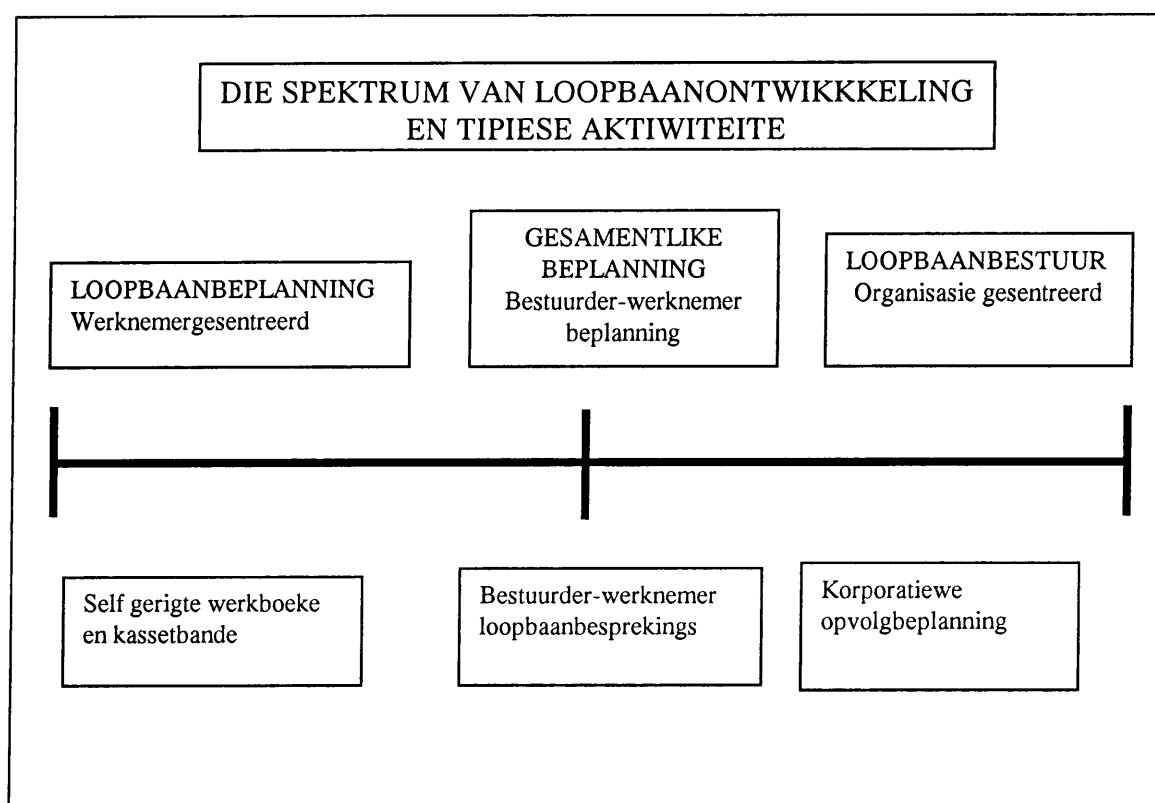 DIE SPEKTRUM VAN LOOPBAANONTWIKKKELING
EN TIPIESE AKTIWITEITE
LOOPBAANBEPLANNING
Werknemergesentreerd
GESAMENTLIKE
BEPLANNING
Bestuurder-werknemer
beplanning
LOOPBAANBESTUUR
Organisasie gesentreerd
Self gerigte werkboeke
en kassetbande
Bestuurder-werknemer
loopbaanbesprekings
Korporatiewe
opvolgbeplanning